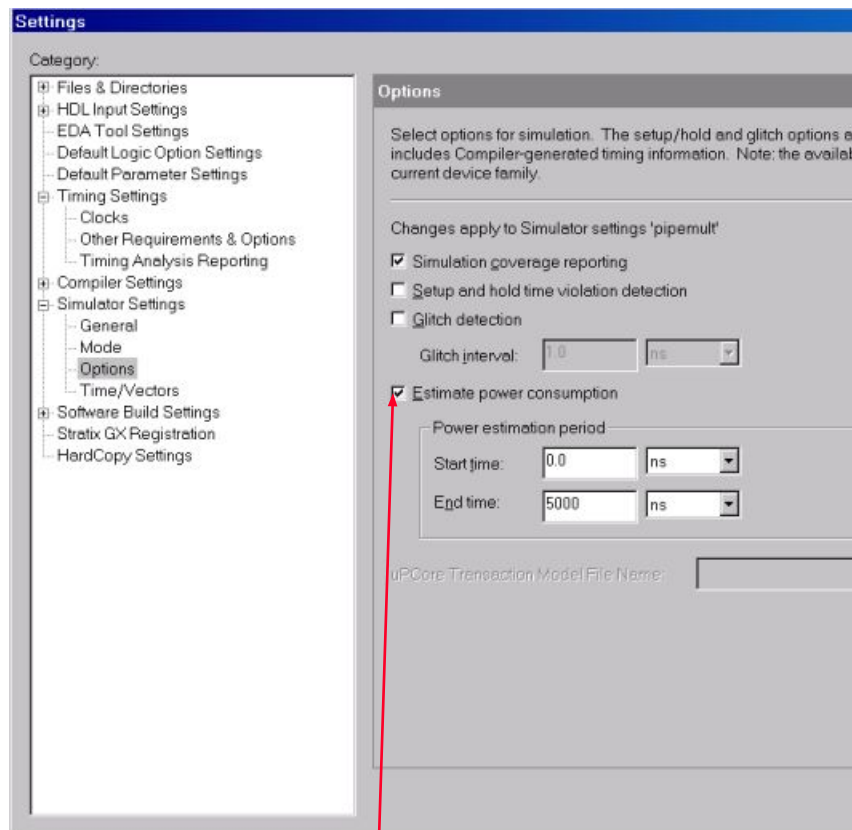 Settings
Category:
Files & Directories
HDL Input Settings
EDA Tool Settings
Default Logic Option Settings
Default Parameter Settings
Timing Settings
Clocks
Other Requirements & Options
Timing Analysis Reporting
Compiler Settings
Simulator Settings
General
Mode
Options
Time/Vectors
Software Build Settings
Stratix GX Registration
HardCopy Settings
Options
Select options for simulation. The setup/hold and glitch options a
includes Compiler-generated timing information. Note: the availab
current device family.
Changes apply to Simulator settings 'pipemult'
Simulation coverage reporting
Setup and hold time violation detection
Glitch detection
Glitch interval: 1.0 ns
Estimate power consumption
Power estimation period
Start time: 0.0 ns
End time: 5000 ns
uPCore Transaction Model File Name: